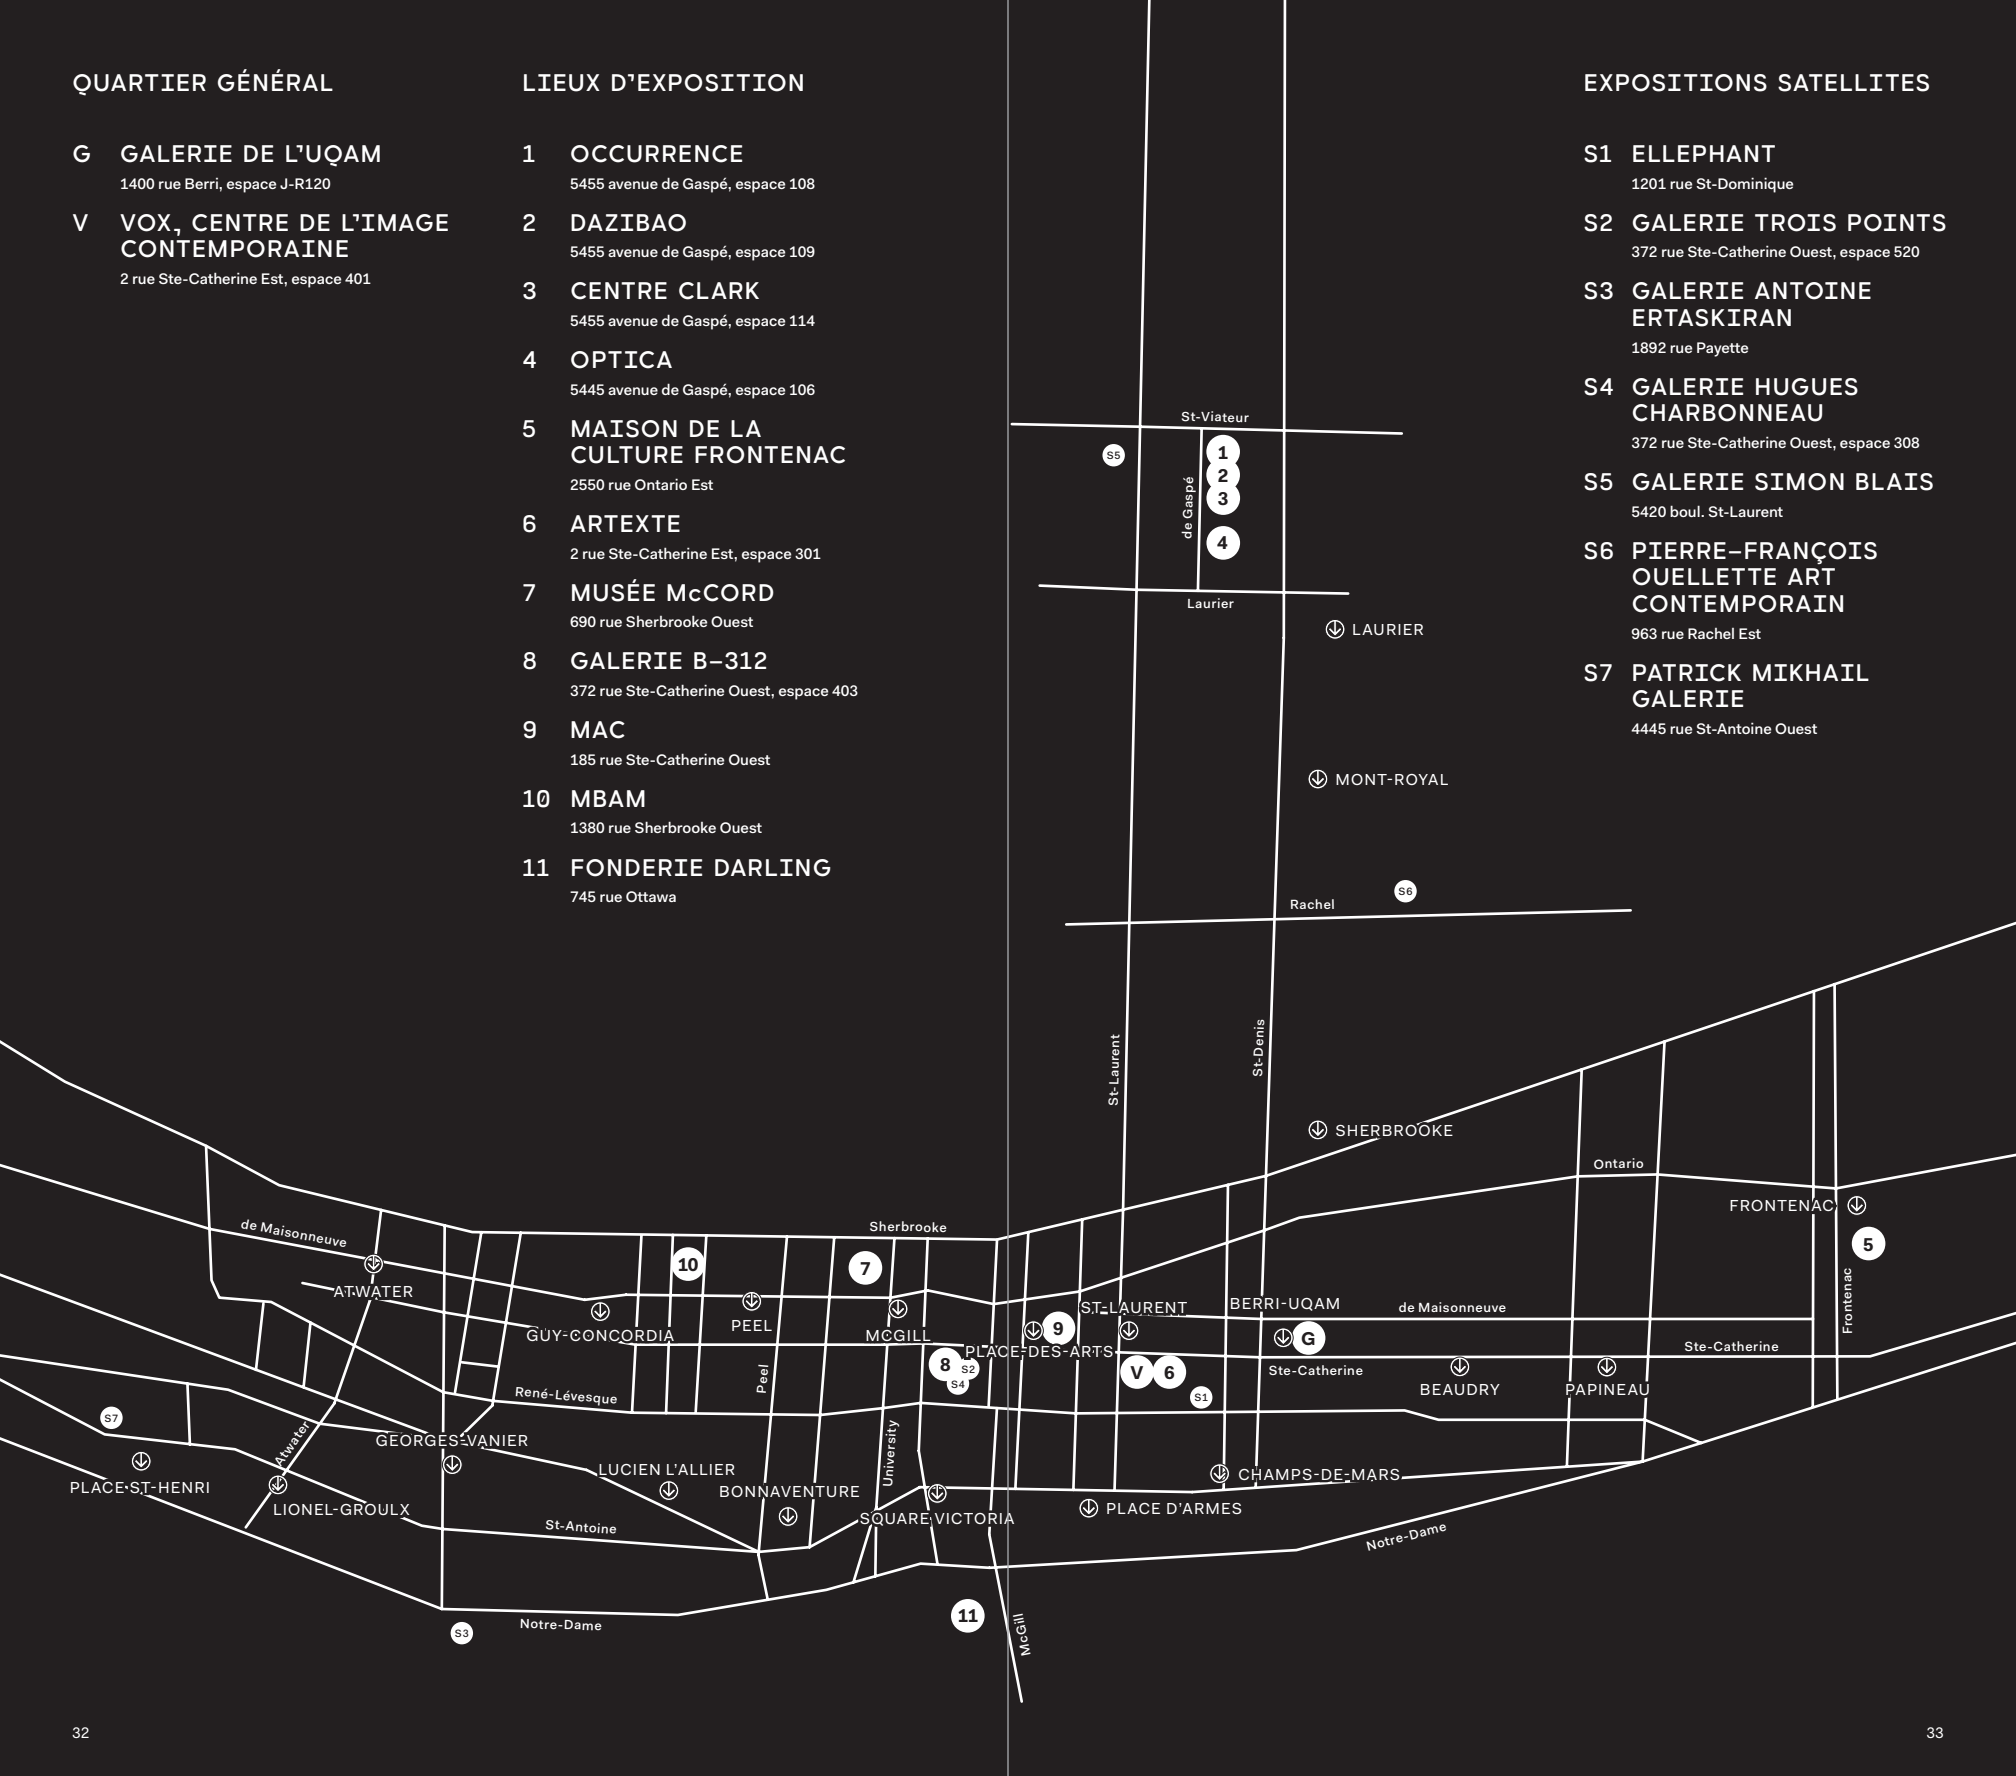 QUARTIER GÉNÉRAL
G GALERIE DE L'UQAM
1400 rue Berri, espace J-R120
V VOX, CENTRE DE L'IMAGE
CONTEMPORAINE
2 rue Ste-Catherine Est, espace 401
LIEUX D'EXPOSITION
1 OCCURRENCE
5455 avenue de Gaspé, espace 108
2 DAZIBAO
5455 avenue de Gaspé, espace 109
3 CENTRE CLARK
5455 avenue de Gaspé, espace 114
4 OPTICA
5445 avenue de Gaspé, espace 106
5 MAISON DE LA
CULTURE FRONTENAC
2550 rue Ontario Est
6 ARTEXTE
2 rue Ste-Catherine Est, espace 301
7 MUSÉE McCORD
690 rue Sherbrooke Ouest
8 GALERIE B-312
372 rue Ste-Catherine Ouest, espace 403
9 MAC
185 rue Ste-Catherine Ouest
10 MBAM
1380 rue Sherbrooke Ouest
11 FONDERIE DARLING
745 rue Ottawa
EXPOSITIONS SATELLITES
S1 ELLEPHANT
1201 rue St-Dominique
S2 GALERIE TROIS POINTS
372 rue Ste-Catherine Ouest, espace 520
S3 GALERIE ANTOINE
ERTASKIRAN
1892 rue Payette
S4 GALERIE HUGUES
CHARBONNEAU
372 rue Ste-Catherine Ouest, espace 308
S5 GALERIE SIMON BLAIS
5420 boul. St-Laurent
S6 PIERRE-FRANÇOIS
OUELLETTE ART
CONTEMPORAIN
963 rue Rachel Est
S7 PATRICK MIKHAIL
GALERIE
4445 rue St-Antoine Ouest
St-Viateur
S5
1
2
3
4
de Gaspé
Laurier
LAURIER
MONT-ROYAL
S6
Rachel
St-Laurent
St-Denis
SHERBROOKE
Ontario
FRONTENAC
5
Frontenac
de Maisonneuve
Sherbrooke
ATWATER
10
7
GUY-CONCORDIA
PEEL
MCGILL
9
ST-LAURENT
BERRI-UQAM
G
de Maisonneuve
PLACE-DES-ARTS
8
S2
S4
V
6
S1
Ste-Catherine
Ste-Catherine
BEAUDRY
PAPINEAU
Peel
René-Lévesque
S7
Atwater
GEORGES-VANIER
University
PLACE-ST-HENRI
LIONEL-GROULX
LUCIEN L'ALLIER
BONNAVENTURE
SQUARE VICTORIA
CHAMPS-DE-MARS
PLACE D'ARMES
St-Antoine
Notre-Dame
11
McGill
S3
Notre-Dame
32
33